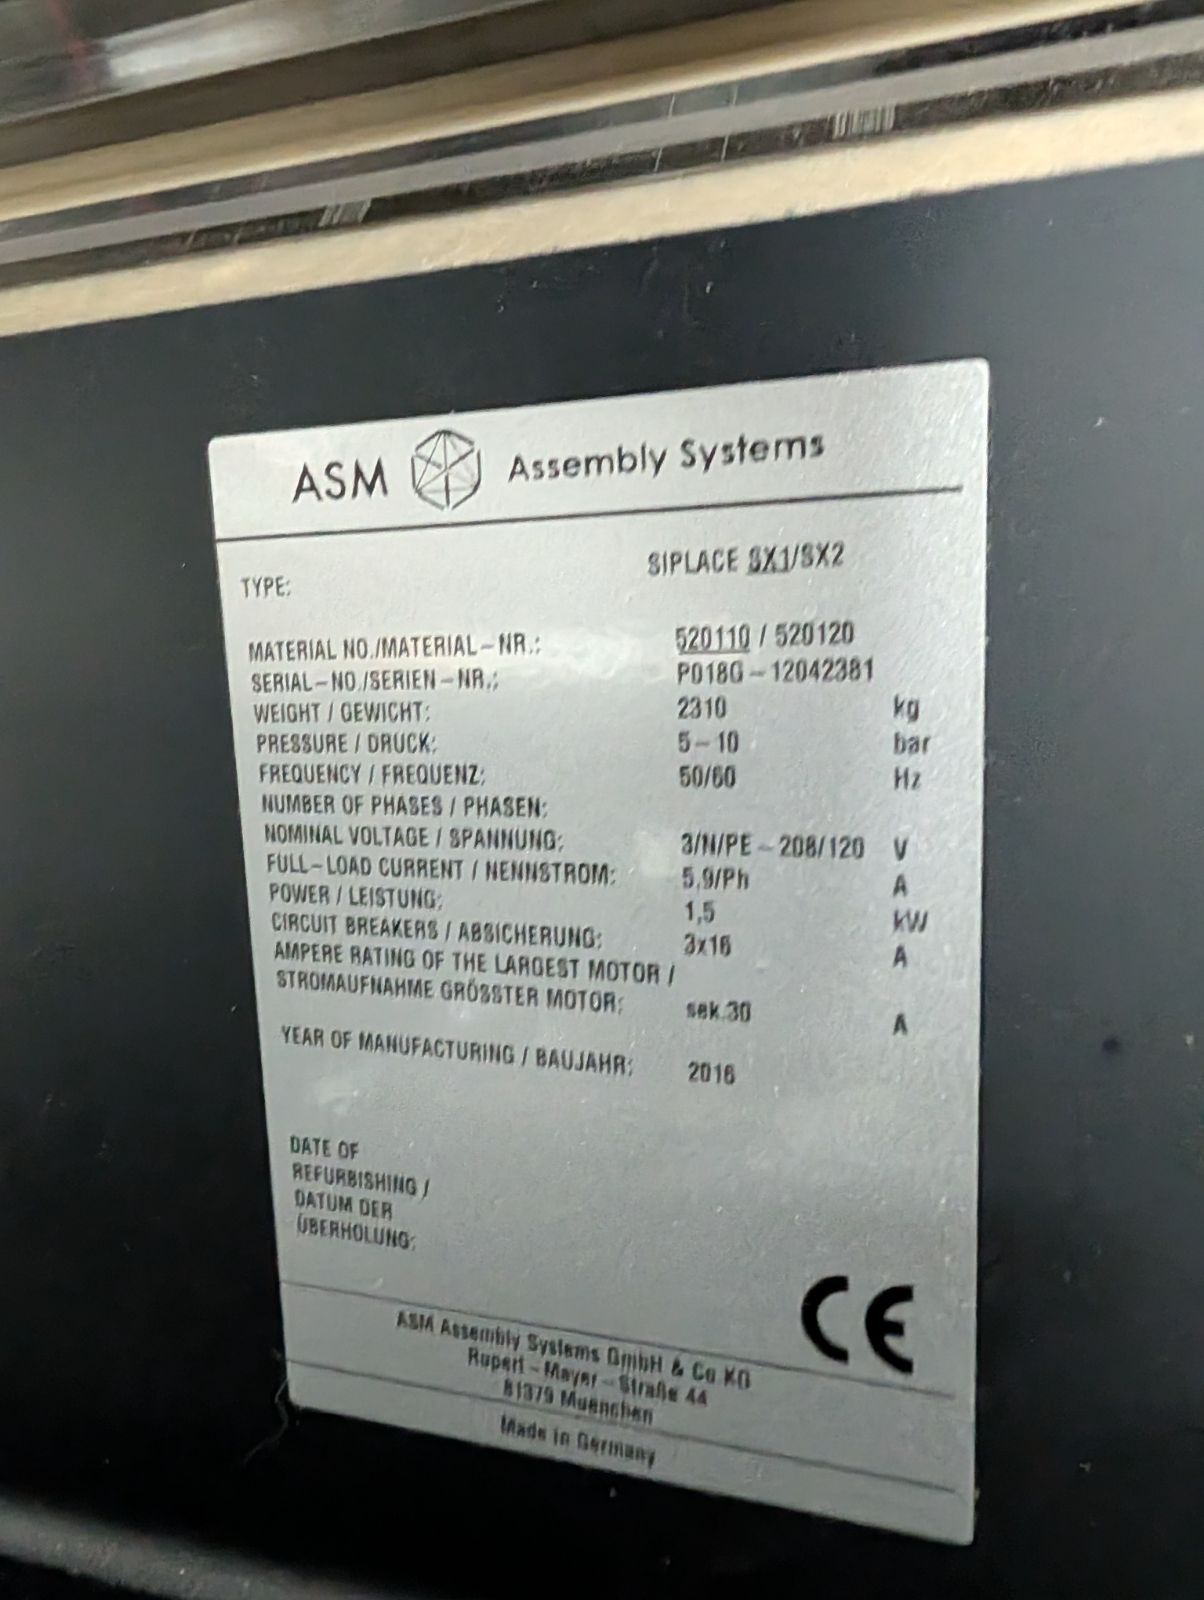 ASM Assembly Systems
TYPE: SIPLACE SX1/SX2
MATERIAL NO./MATERIAL-NR.: 520110 / 520120
SERIAL-NO./SERIEN-NR.: P018G-12042381
WEIGHT / GEWICHT: 2310 kg
PRESSURE / DRUCK: 5-10 bar
FREQUENCY / FREQUENZ: 50/60 Hz
NUMBER OF PHASES / PHASEN:
NOMINAL VOLTAGE / SPANNUNG: 3/N/PE~208/120 V
FULL-LOAD CURRENT / NENNSTROM: 5,9/Ph A
POWER / LEISTUNG: 1,5 kW
CIRCUIT BREAKERS / ABSICHERUNG: 3x16 A
AMPERE RATING OF THE LARGEST MOTOR /
STROMAUFNAHME GRÖSSTER MOTOR: sek.30 A
YEAR OF MANUFACTURING / BAUJAHR: 2016
DATE OF
REFURBISHING /
DATUM DER
ÜBERHOLUNG:
CE
ASM Assembly Systems GmbH & Co KG
Rupert-Mayer-Straße 44
81379 Muenchen
Made in Germany